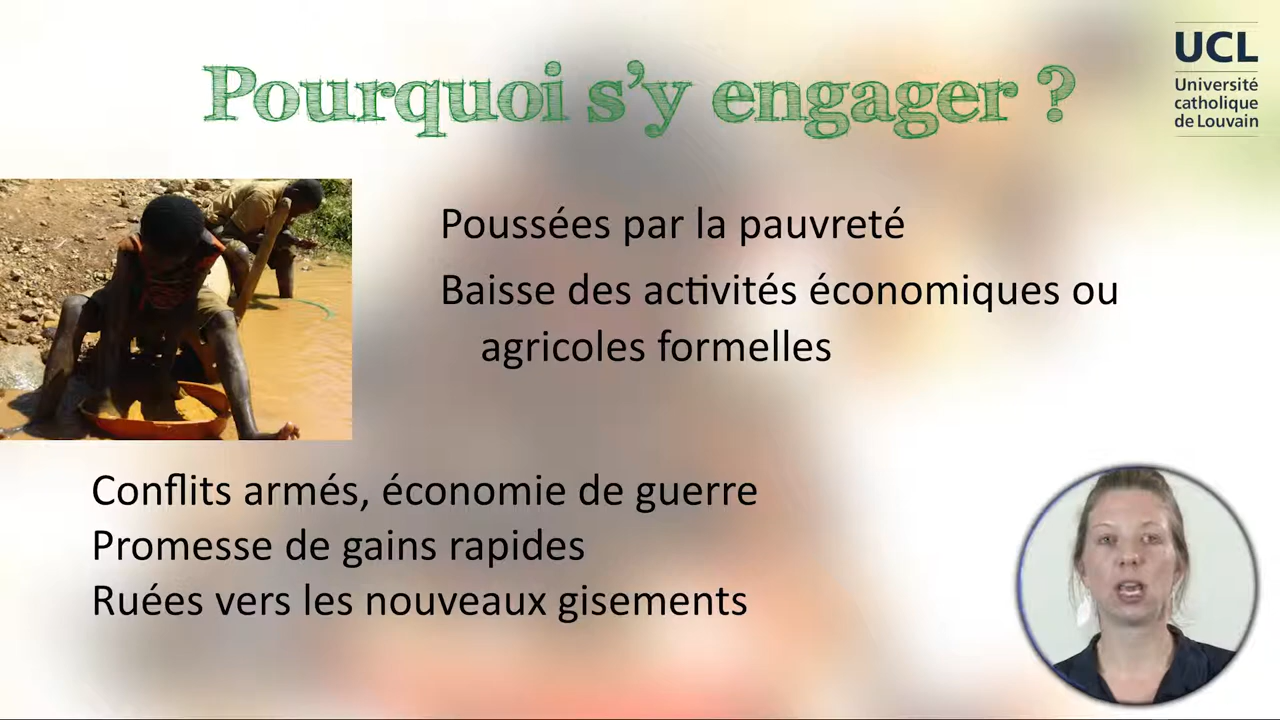 Pourquoi s'y engager ?
UCL
Université
catholique
de Louvain
Poussées par la pauvreté
Baisse des activités économiques ou
agricoles formelles
Conflits armés, économie de guerre
Promesse de gains rapides
Ruées vers les nouveaux gisements